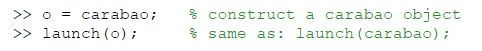 >> o = carabao;   % construct a carabao object
>> launch(o);     % same as: launch(carabao);